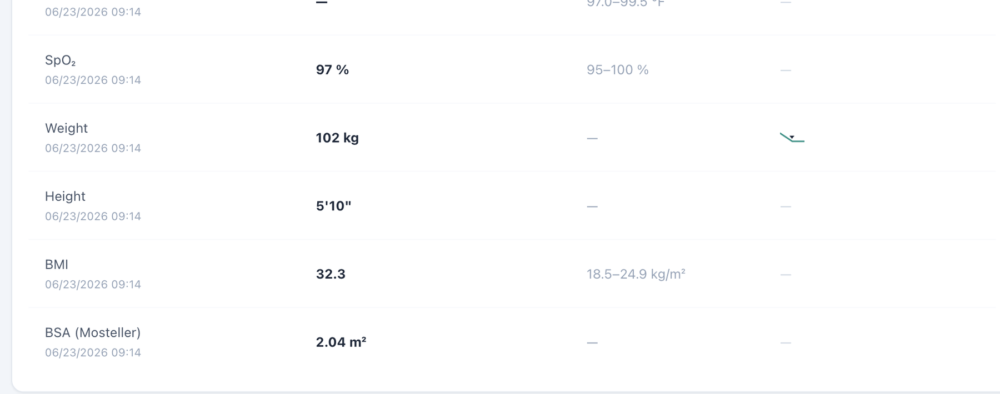 — 97.0–99.5 °F —
06/23/2026 09:14
SpO₂
97 % 95–100 % —
06/23/2026 09:14
Weight
102 kg —
06/23/2026 09:14
Height
5'10" — —
06/23/2026 09:14
BMI
32.3 18.5–24.9 kg/m² —
06/23/2026 09:14
BSA (Mosteller)
2.04 m² — —
06/23/2026 09:14